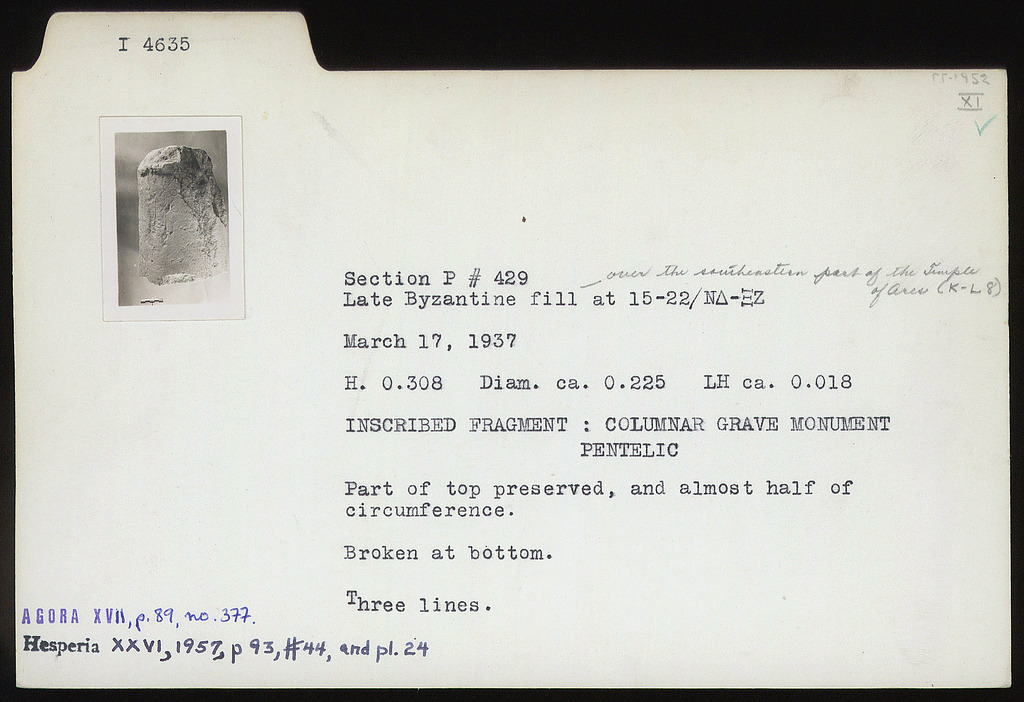 I 4635
1952
XI
Section P # 429
over the southeastern part of the Temple
of Ares (K-L 8)
Late Byzantine fill at 15-22/ΝΔ-ΞΖ
March 17, 1937
H. 0.308 Diam. ca. 0.225 LH ca. 0.018
INSCRIBED FRAGMENT : COLUMNAR GRAVE MONUMENT
PENTELIC
Part of top preserved, and almost half of
circumference.
Broken at bottom.
Three lines.
AGORA XVII, p. 89, no. 377.
Hesperia XXVI, 1957, p 93, #44, and pl. 24